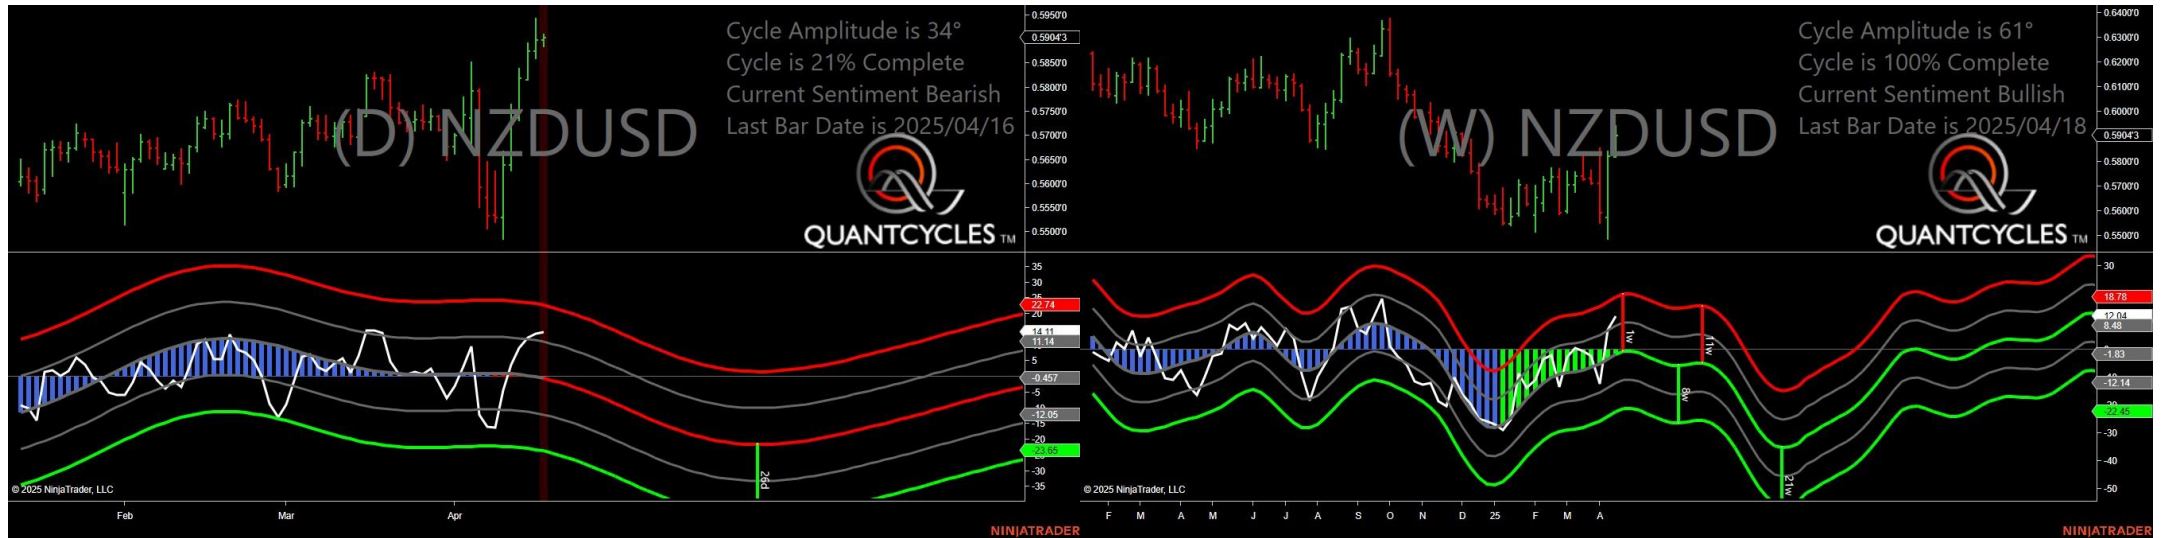 Cycle Amplitude is 34°
Cycle is 21% Complete
Current Sentiment Bearish
Last Bar Date is 2025/04/16
(D) NZDUSD
QUANTCYCLES TM
0.5950'0
0.5904'3
0.5850'0
0.5800'0
0.5750'0
0.5700'0
0.5650'0
0.5600'0
0.5550'0
0.5500'0
35
30
25
22.74
20
14.11
11.14
5
-0.457
-5
-12.05
-15
-20
-23.65
-30
-35
26d
© 2025 NinjaTrader, LLC
Feb
Mar
Apr
NINJATRADER
Cycle Amplitude is 61°
Cycle is 100% Complete
Current Sentiment Bullish
Last Bar Date is 2025/04/18
(W) NZDUSD
QUANTCYCLES TM
0.6400'0
0.6300'0
0.6200'0
0.6100'0
0.6000'0
0.5904'3
0.5800'0
0.5700'0
0.5600'0
0.5500'0
30
18.78
12.04
8.48
-1.83
-12.14
-22.45
-30
-40
-50
1w
11w
8w
21w
© 2025 NinjaTrader, LLC
F
M
A
M
J
J
A
S
O
N
D
25
F
M
A
NINJATRADER